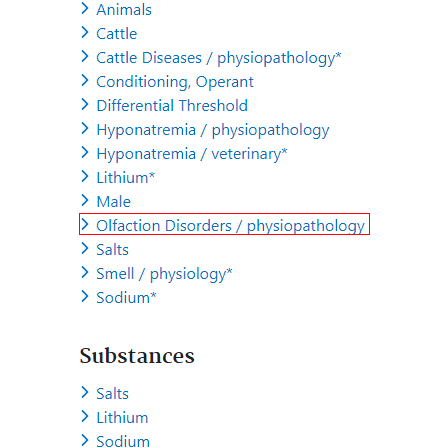 Animals
Cattle
Cattle Diseases / physiopathology*
Conditioning, Operant
Differential Threshold
Hyponatremia / physiopathology
Hyponatremia / veterinary*
Lithium*
Male
Olfaction Disorders / physiopathology
Salts
Smell / physiology*
Sodium*
Substances
Salts
Lithium
Sodium